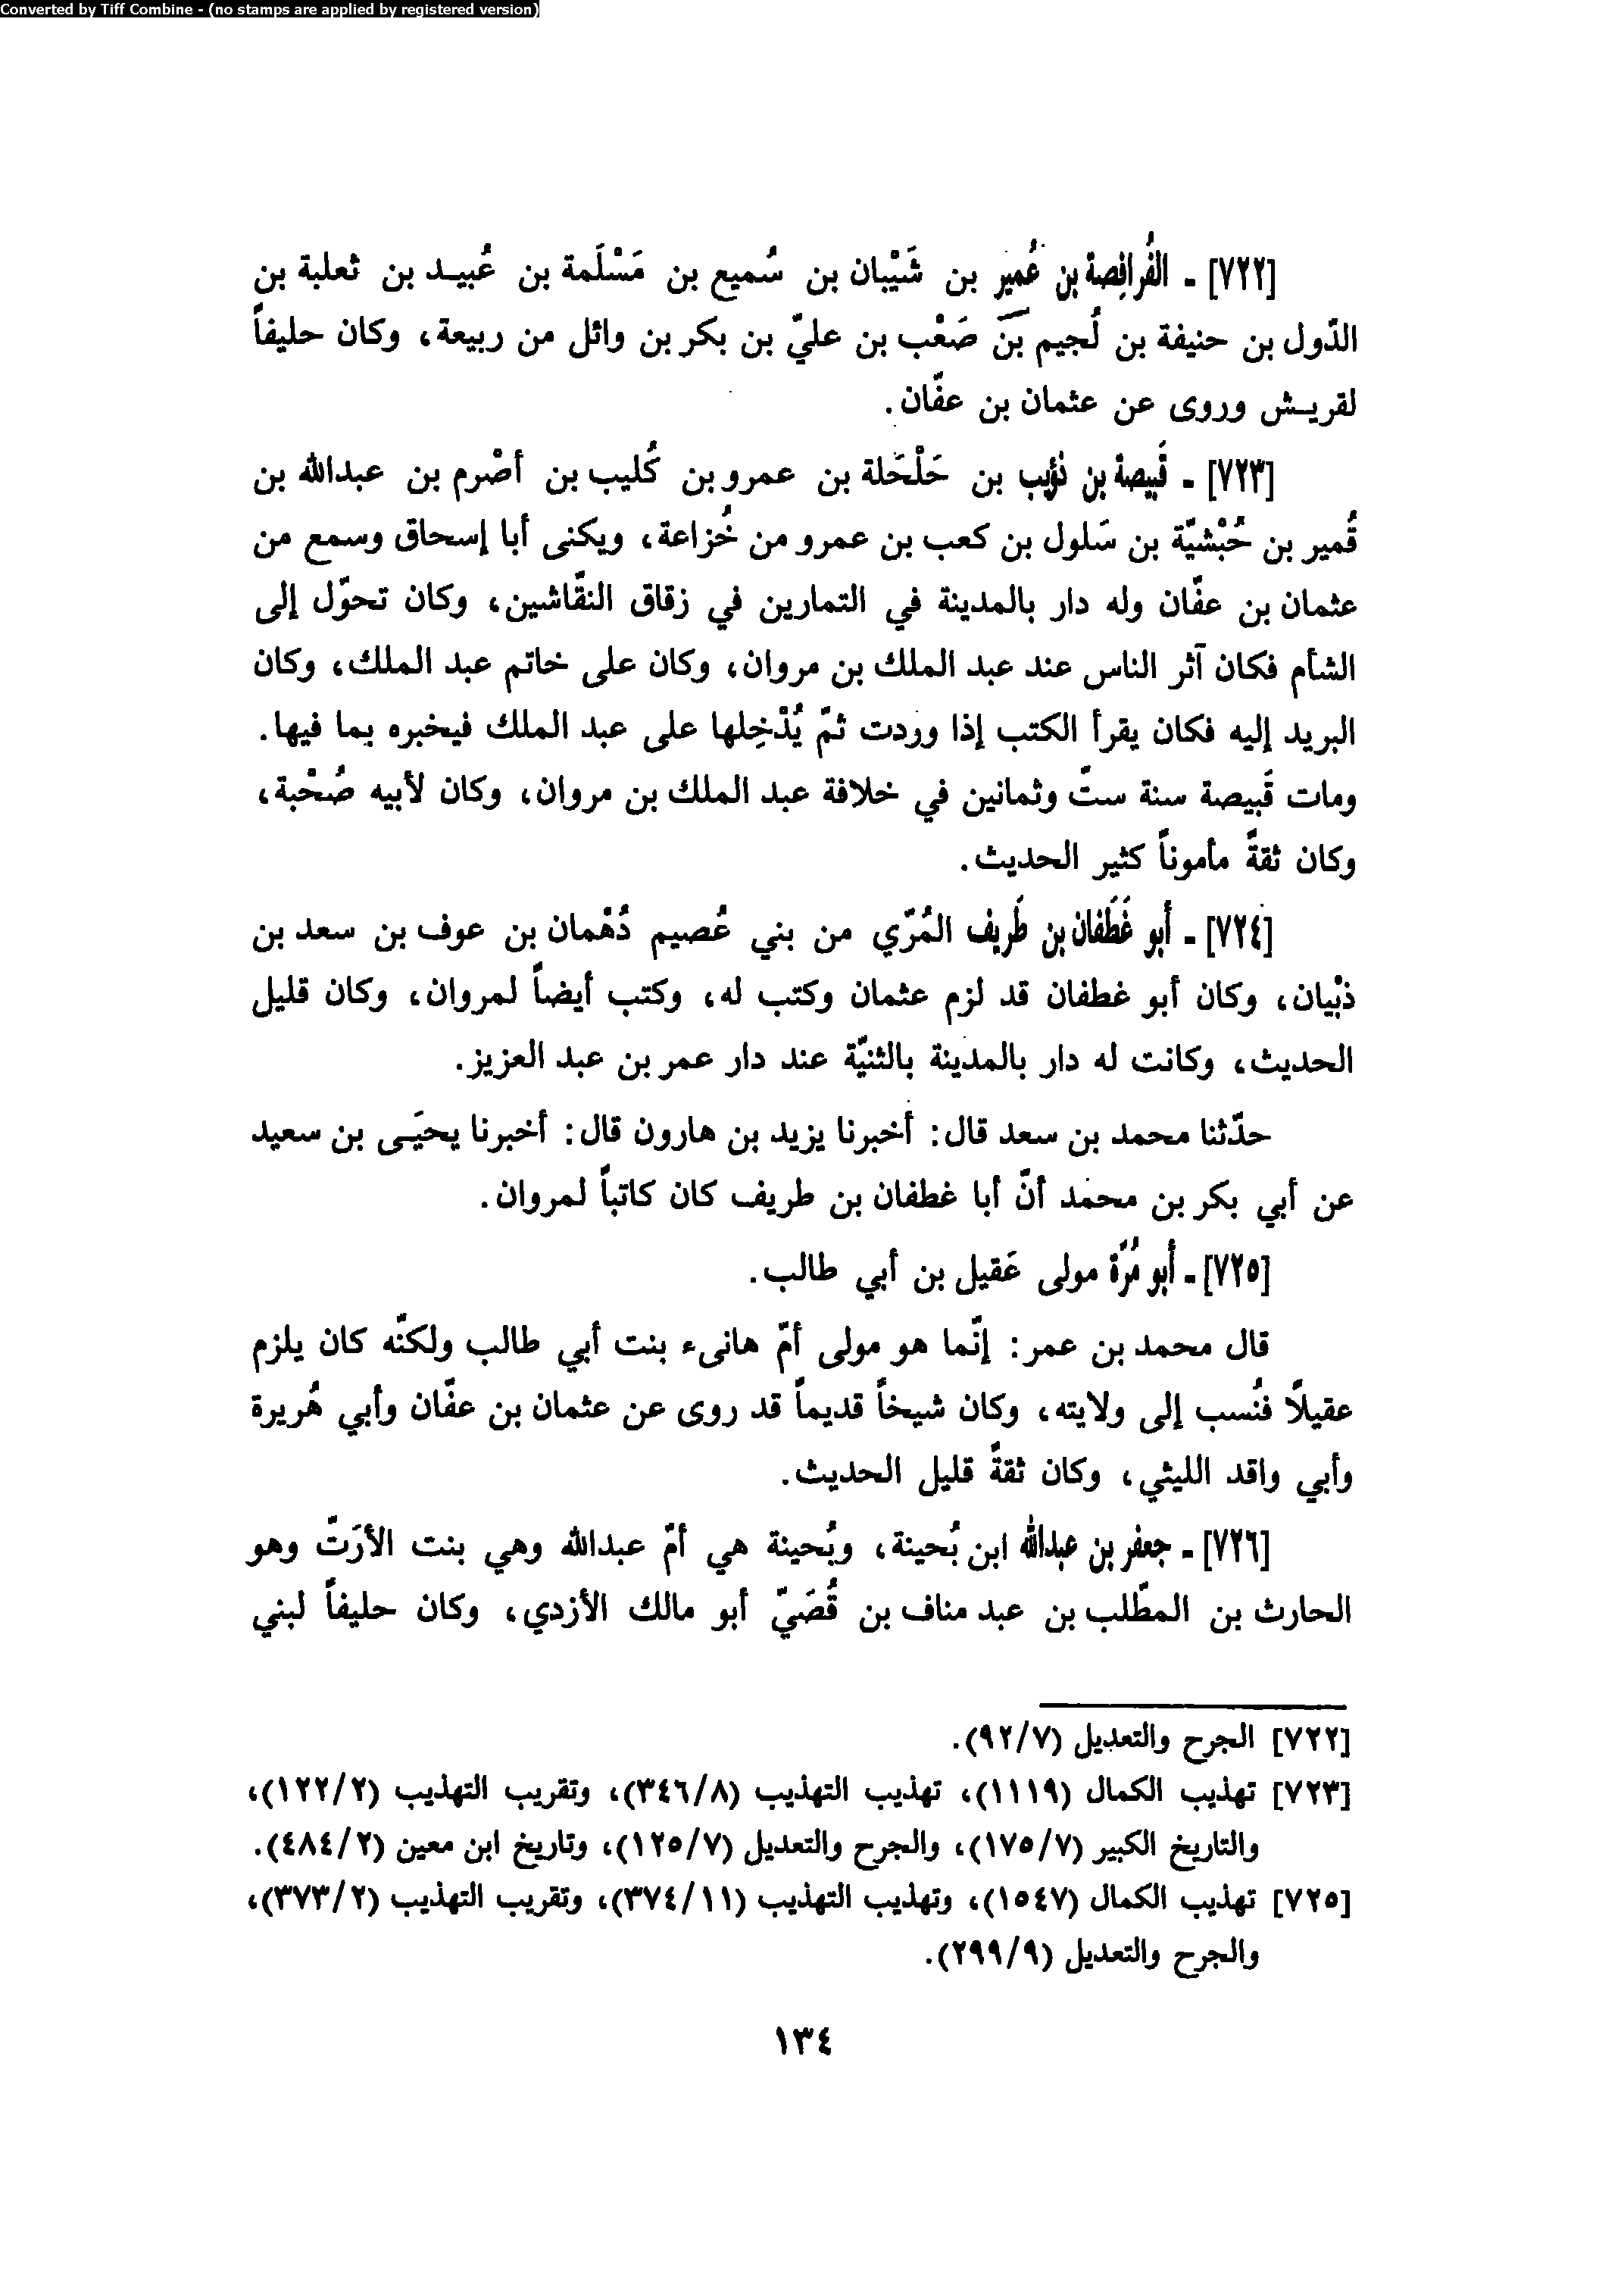 Converted by Tiff Combine - (no stamps are applied by registered version)
[٧٢٢] ـ الفُرافِصة بن عُمير بن شَيْبان بن سُميع بن مَسْلَمة بن عُبيـد بن ثعلبة بن
الدّول بن حنيفة بن لُجيم بن صَعْب بن عليّ بن بكر بن وائل من ربيعة، وكان حليفاً
لقريـش وروى عن عثمان بن عفّان.
[٧٢٣] ـ قَبيصة بن ذؤيب بن حَلْحَلة بن عمرو بن كُليب بن أصْرم بن عبدالله بن
قُمير بن حُبْشيّة بن سَلول بن كعب بن عمرو من خُزاعة، ويكنى أبا إسحاق وسمع من
عثمان بن عفّان وله دار بالمدينة في التمارين في زقاق النقّاشين، وكان تحوّل إلى
الشأم فكان آثر الناس عند عبد الملك بن مروان، وكان على خاتم عبد الملك، وكان
البريد إليه فكان يقرأ الكتب إذا وردت ثمّ يُدْخِلها على عبد الملك فيخبره بما فيها.
ومات قَبيصة سنة ستّ وثمانين في خلافة عبد الملك بن مروان، وكان لأبيه صُحْبة،
وكان ثقةً مأموناً كثير الحديث.
[٧٢٤] ـ أبو غَطَفان بن طَريف المُرّي من بني عُصيم دُهْمان بن عوف بن سعد بن
ذبْيان، وكان أبو غطفان قد لزم عثمان وكتب له، وكتب أيضاً لمروان، وكان قليل
الحديث، وكانت له دار بالمدينة بالثنيّة عند دار عمر بن عبد العزيز.
حدّثنا محمد بن سعد قال: أخبرنا يزيد بن هارون قال: أخبرنا يحيَـى بن سعيد
عن أبي بكر بن محمد أنّ أبا غطفان بن طريف كان كاتباً لمروان.
[٧٢٥] ـ أبو مُرّة مولى عَقيل بن أبي طالب.
قال محمد بن عمر: إنّما هو مولى أمّ هانىء بنت أبي طالب ولكنّه كان يلزم
عقيلًا فنُسب إلى ولايته، وكان شيخاً قديماً قد روى عن عثمان بن عفّان وأبي هُريرة
وأبي واقد الليثي، وكان ثقةً قليل الحديث.
[٧٢٦] ـ جعفر بن عبدالله ابن بُحينة، وبُحينة هي أمّ عبدالله وهي بنت الأرَتّ وهو
الحارث بن المطّلب بن عبد مناف بن قُصَيّ أبو مالك الأزدي، وكان حليفاً لبني
[٧٢٢] الجرح والتعديل (٧/٩٢).
[٧٢٣] تهذيب الكمال (١١١٩)، تهذيب التهذيب (٨/٣٤٦)، وتقريب التهذيب (٢/١٢٢)،
والتاريخ الكبير (٧/١٧٥)، والجرح والتعديل (٧/١٢٥)، وتاريخ ابن معين (٢/٤٨٤).
[٧٢٥] تهذيب الكمال (١٥٤٧)، وتهذيب التهذيب (١١/٣٧٤)، وتقريب التهذيب (٢/٣٧٣)،
والجرح والتعديل (٩/٢٩٩).
١٣٤